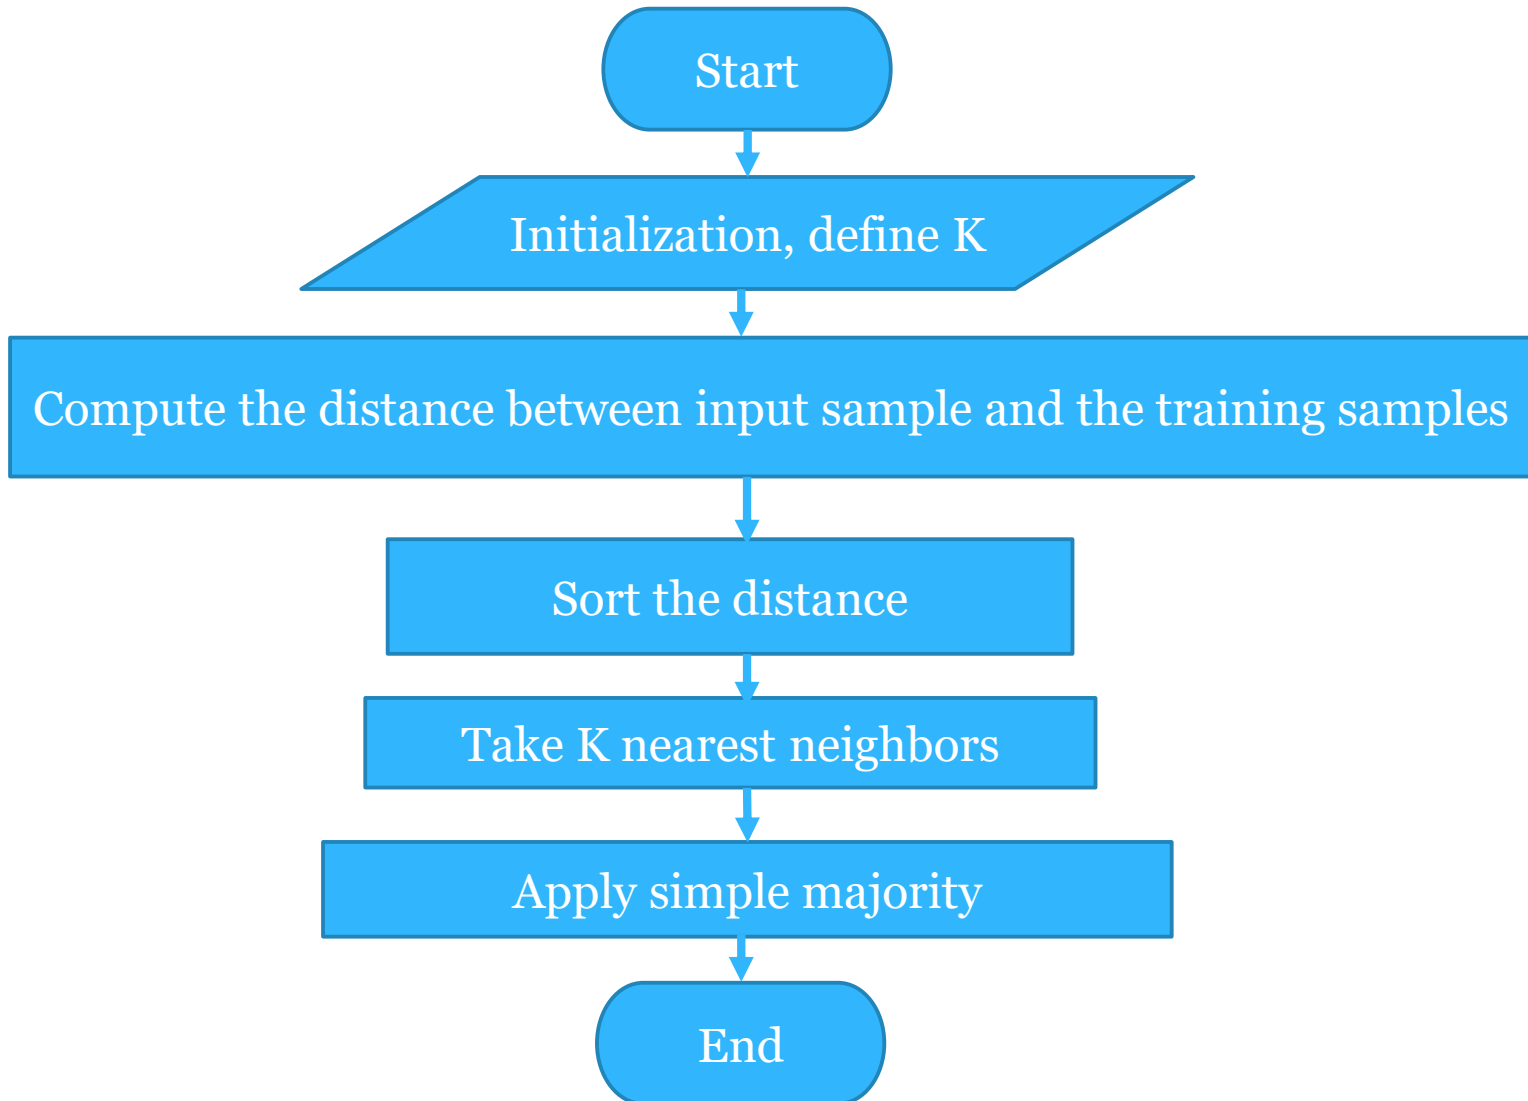 Start
Initialization, define K
Compute the distance between input sample and the training samples
Sort the distance
Take K nearest neighbors
Apply simple majority
End